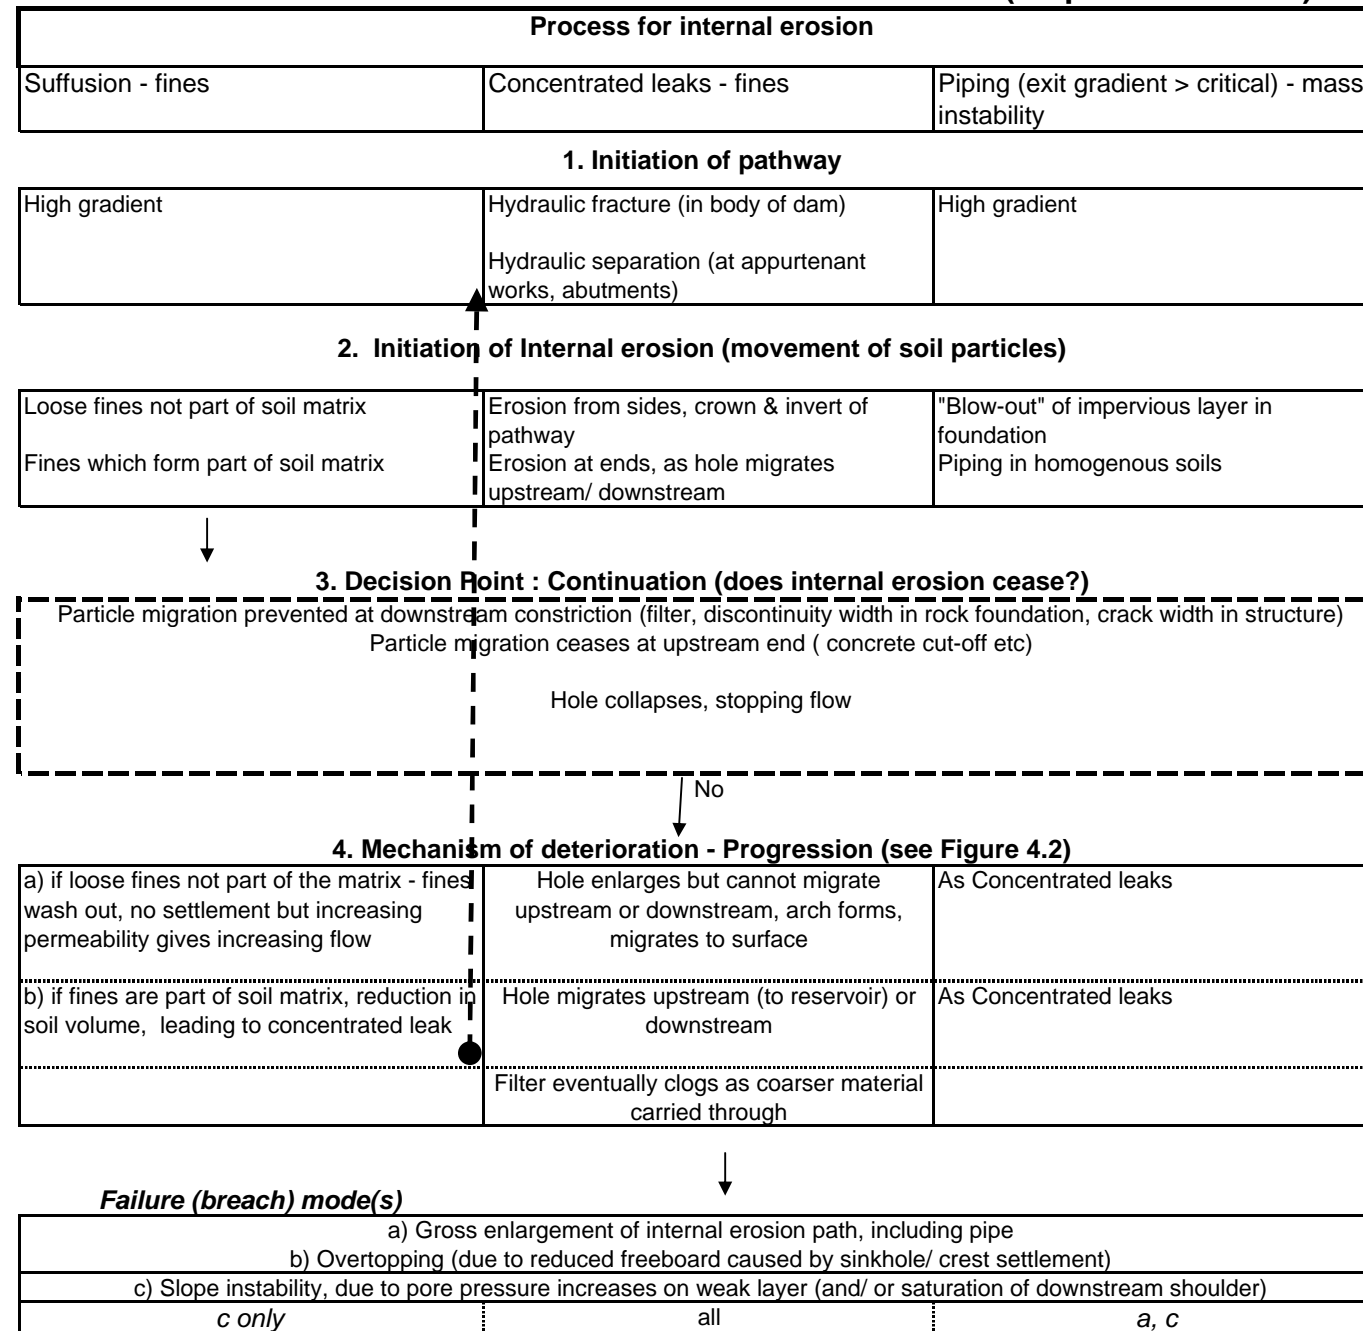 Process for internal erosion
Suffusion - fines
Concentrated leaks - fines
Piping (exit gradient > critical) - mass
instability
1. Initiation of pathway
High gradient
Hydraulic fracture (in body of dam)
Hydraulic separation (at appurtenant
works, abutments)
High gradient
2. Initiation of Internal erosion (movement of soil particles)
Loose fines not part of soil matrix
Fines which form part of soil matrix
Erosion from sides, crown & invert of
pathway
Erosion at ends, as hole migrates
upstream/ downstream
"Blow-out" of impervious layer in
foundation
Piping in homogenous soils
3. Decision Point : Continuation (does internal erosion cease?)
Particle migration prevented at downstream constriction (filter, discontinuity width in rock foundation, crack width in structure)
Particle migration ceases at upstream end ( concrete cut-off etc)
Hole collapses, stopping flow
No
4. Mechanism of deterioration - Progression (see Figure 4.2)
a) if loose fines not part of the matrix - fines
wash out, no settlement but increasing
permeability gives increasing flow
Hole enlarges but cannot migrate
upstream or downstream, arch forms,
migrates to surface
As Concentrated leaks
b) if fines are part of soil matrix, reduction in
soil volume, leading to concentrated leak
Hole migrates upstream (to reservoir) or
downstream
As Concentrated leaks
Filter eventually clogs as coarser material
carried through
Failure (breach) mode(s)
a) Gross enlargement of internal erosion path, including pipe
b) Overtopping (due to reduced freeboard caused by sinkhole/ crest settlement)
c) Slope instability, due to pore pressure increases on weak layer (and/ or saturation of downstream shoulder)
c only
all
a, c